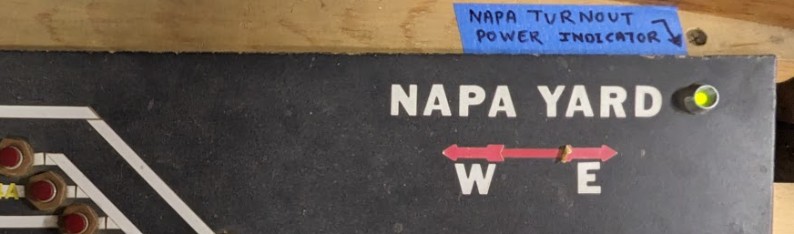 NAPA TURNOUT
POWER INDICATOR
NAPA YARD
W E